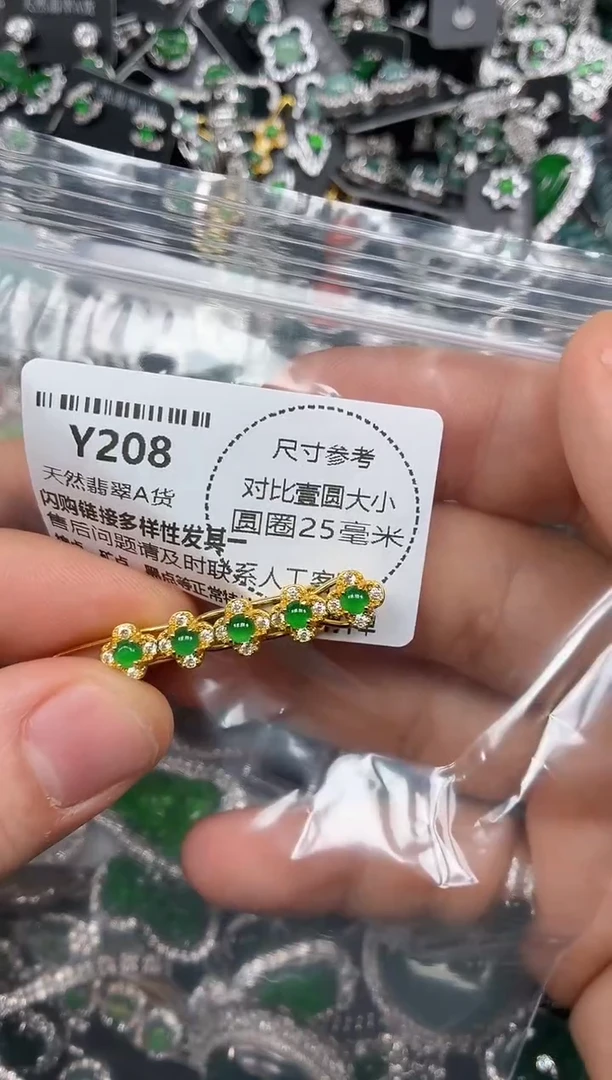 Y208
天然翡翠A货
闪购链接多样性发其一
售后问题请及时联系人工客
尺寸参考
对比壹圆大小
圆圈25毫米